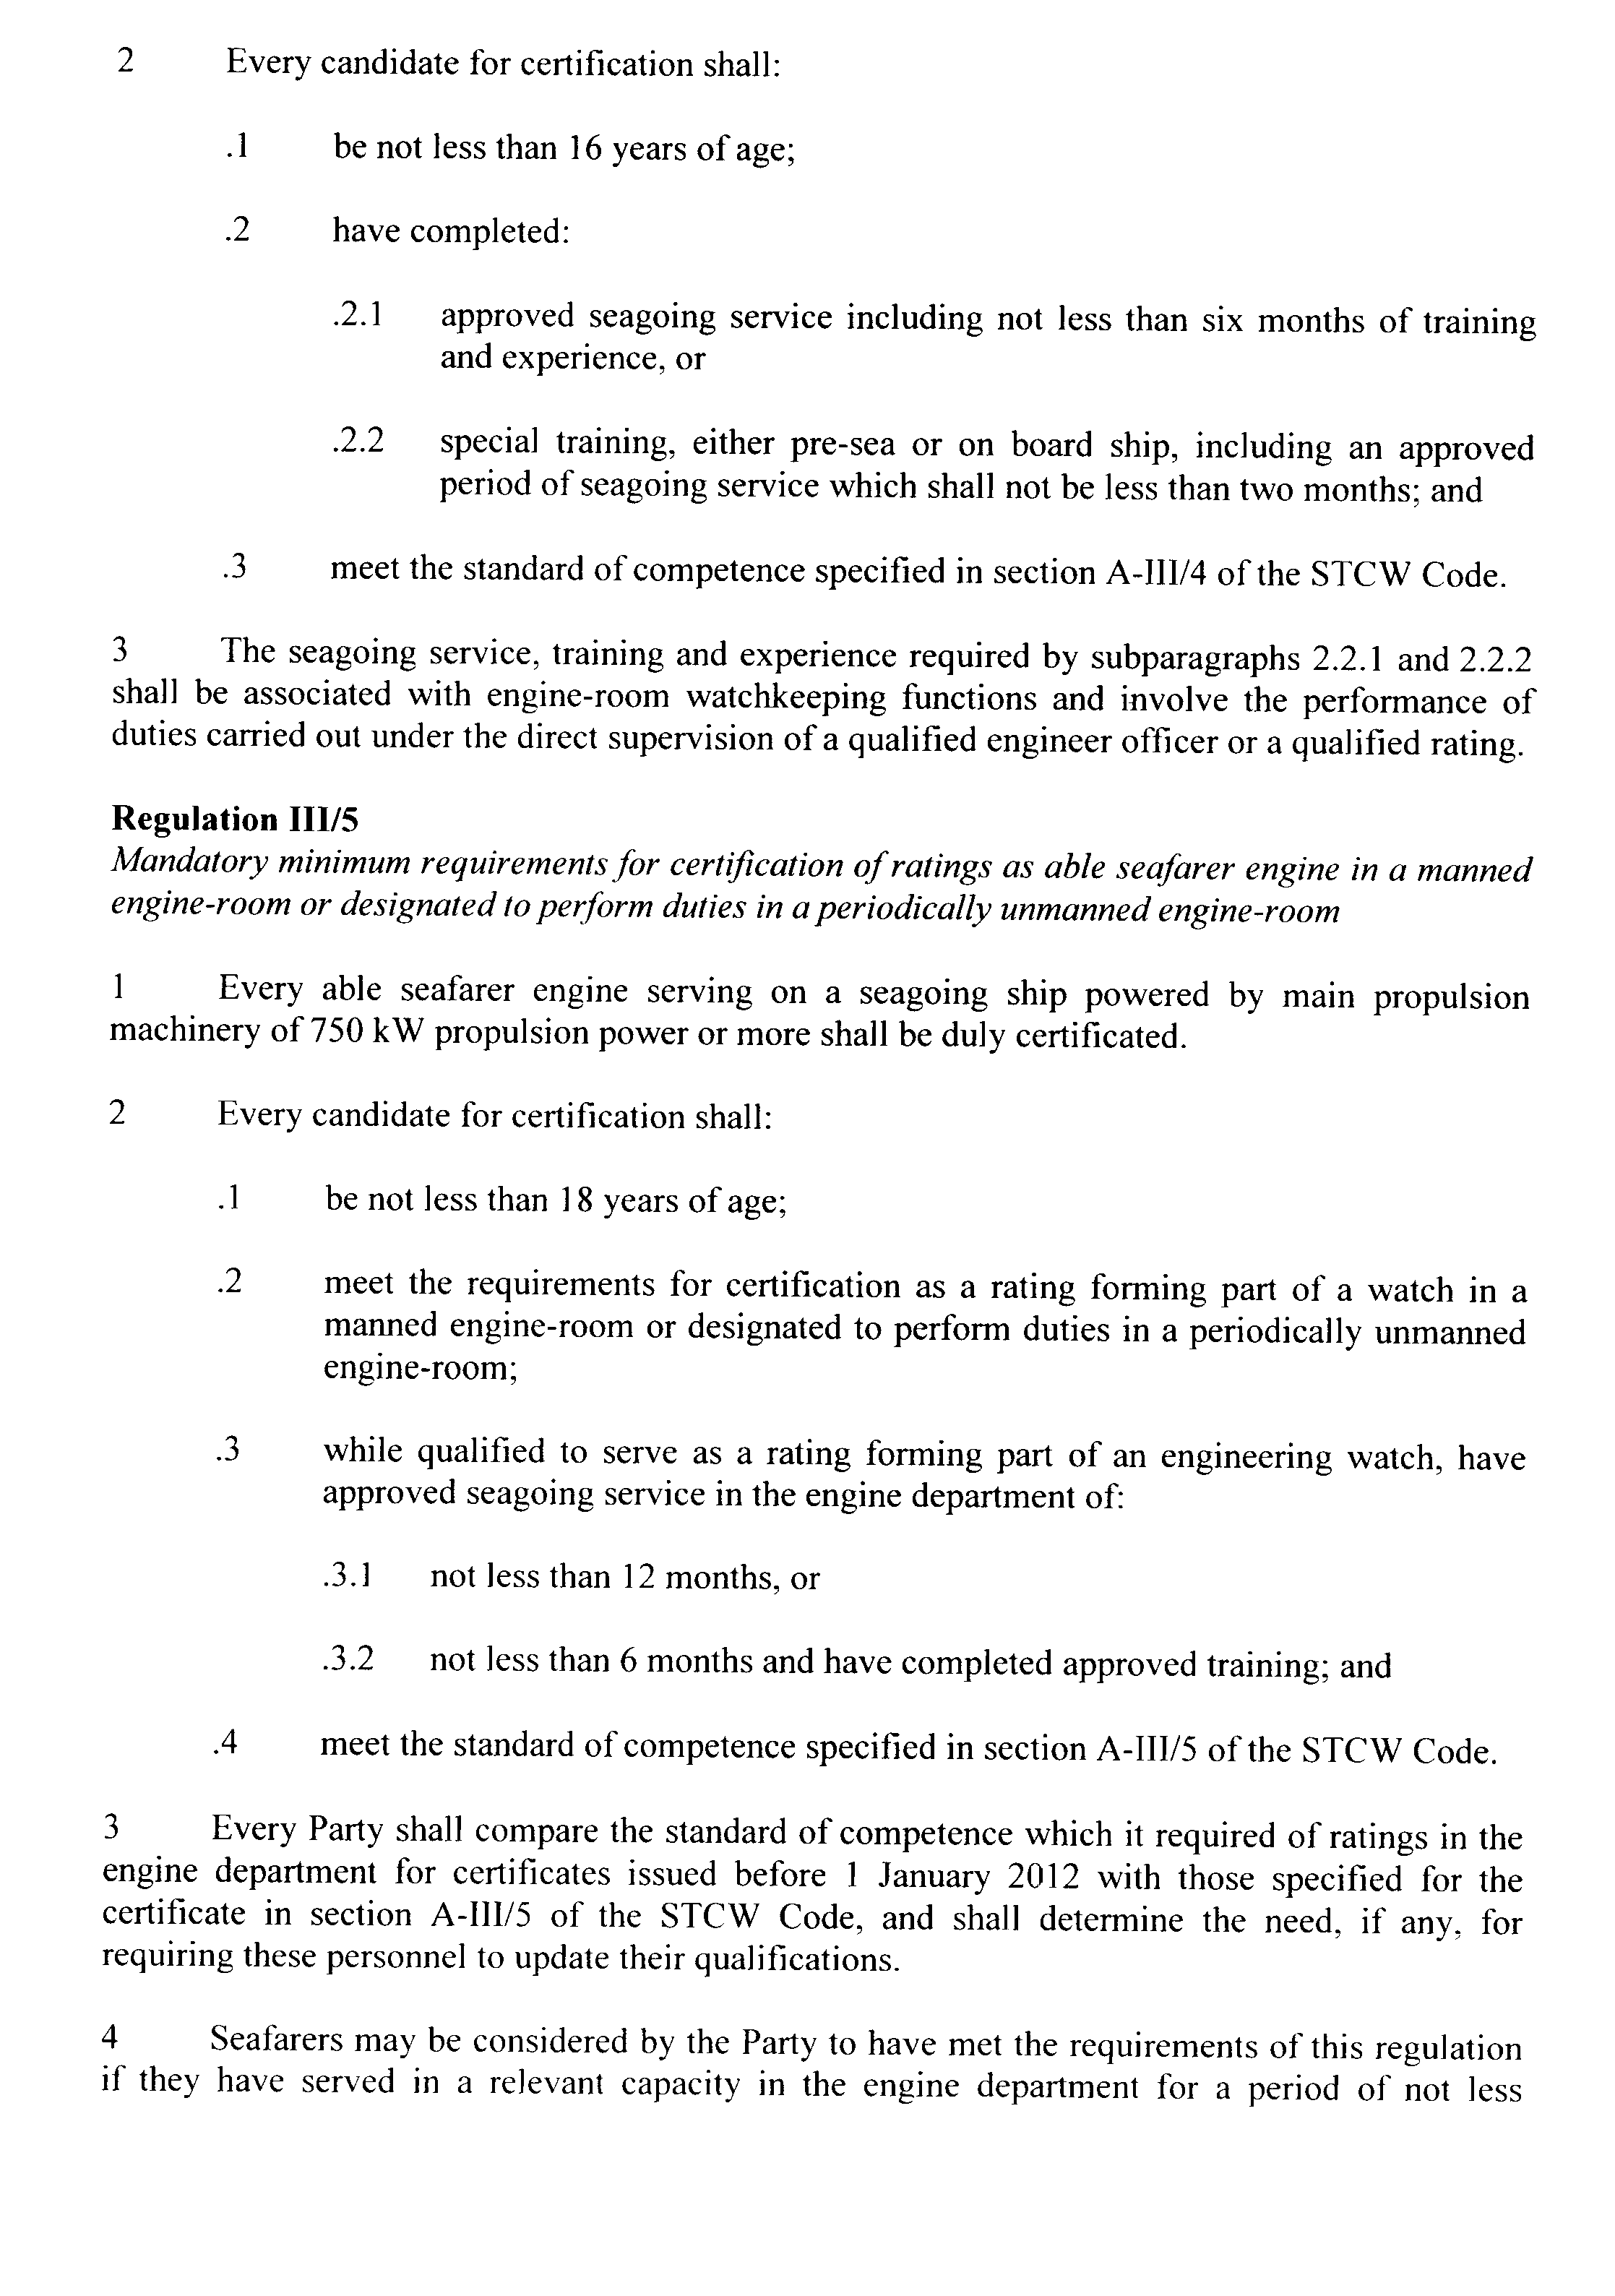 2 Every candidate for certification shall:
.1 be not less than 16 years of age;
.2 have completed:
.2.1 approved seagoing service including not less than six months of training
and experience, or
.2.2 special training, either pre-sea or on board ship, including an approved
period of seagoing service which shall not be less than two months; and
.3 meet the standard of competence specified in section A-III/4 of the STCW Code.
3 The seagoing service, training and experience required by subparagraphs 2.2.1 and 2.2.2
shall be associated with engine-room watchkeeping functions and involve the performance of
duties carried out under the direct supervision of a qualified engineer officer or a qualified rating.
Regulation III/5
Mandatory minimum requirements for certification of ratings as able seafarer engine in a manned
engine-room or designated to perform duties in a periodically unmanned engine-room
1 Every able seafarer engine serving on a seagoing ship powered by main propulsion
machinery of 750 kW propulsion power or more shall be duly certificated.
2 Every candidate for certification shall:
.1 be not less than 18 years of age;
.2 meet the requirements for certification as a rating forming part of a watch in a
manned engine-room or designated to perform duties in a periodically unmanned
engine-room;
.3 while qualified to serve as a rating forming part of an engineering watch, have
approved seagoing service in the engine department of:
.3.1 not less than 12 months, or
.3.2 not less than 6 months and have completed approved training; and
.4 meet the standard of competence specified in section A-III/5 of the STCW Code.
3 Every Party shall compare the standard of competence which it required of ratings in the
engine department for certificates issued before 1 January 2012 with those specified for the
certificate in section A-III/5 of the STCW Code, and shall determine the need, if any, for
requiring these personnel to update their qualifications.
4 Seafarers may be considered by the Party to have met the requirements of this regulation
if they have served in a relevant capacity in the engine department for a period of not less